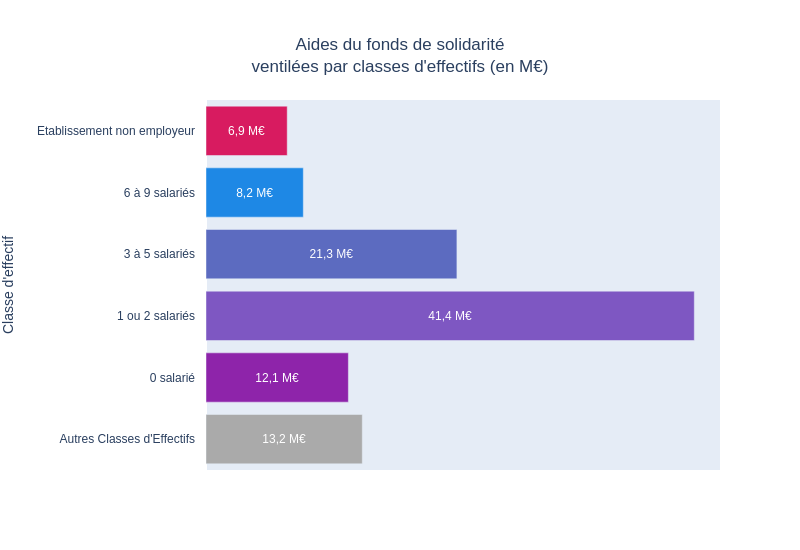 Aides du fonds de solidarité
ventilées par classes d'effectifs (en M€)
Classe d'effectif
Etablissement non employeur
6,9 M€
6 à 9 salariés
8,2 M€
3 à 5 salariés
21,3 M€
1 ou 2 salariés
41,4 M€
0 salarié
12,1 M€
Autres Classes d'Effectifs
13,2 M€